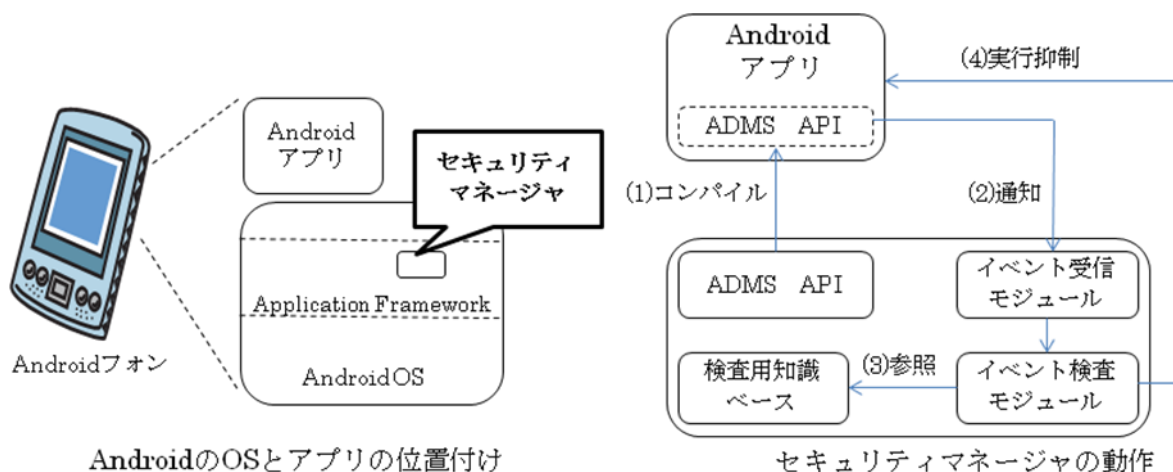 Android
アプリ
セキュリティ
マネージャ
Application Framework
Android OS
Androidフォン
AndroidのOSとアプリの位置付け
Android
アプリ
ADMS API
(4)実行抑制
(1)コンパイル
(2)通知
ADMS API
イベント受信
モジュール
検査用知識
ベース
(3)参照
イベント検査
モジュール
セキュリティマネージャの動作